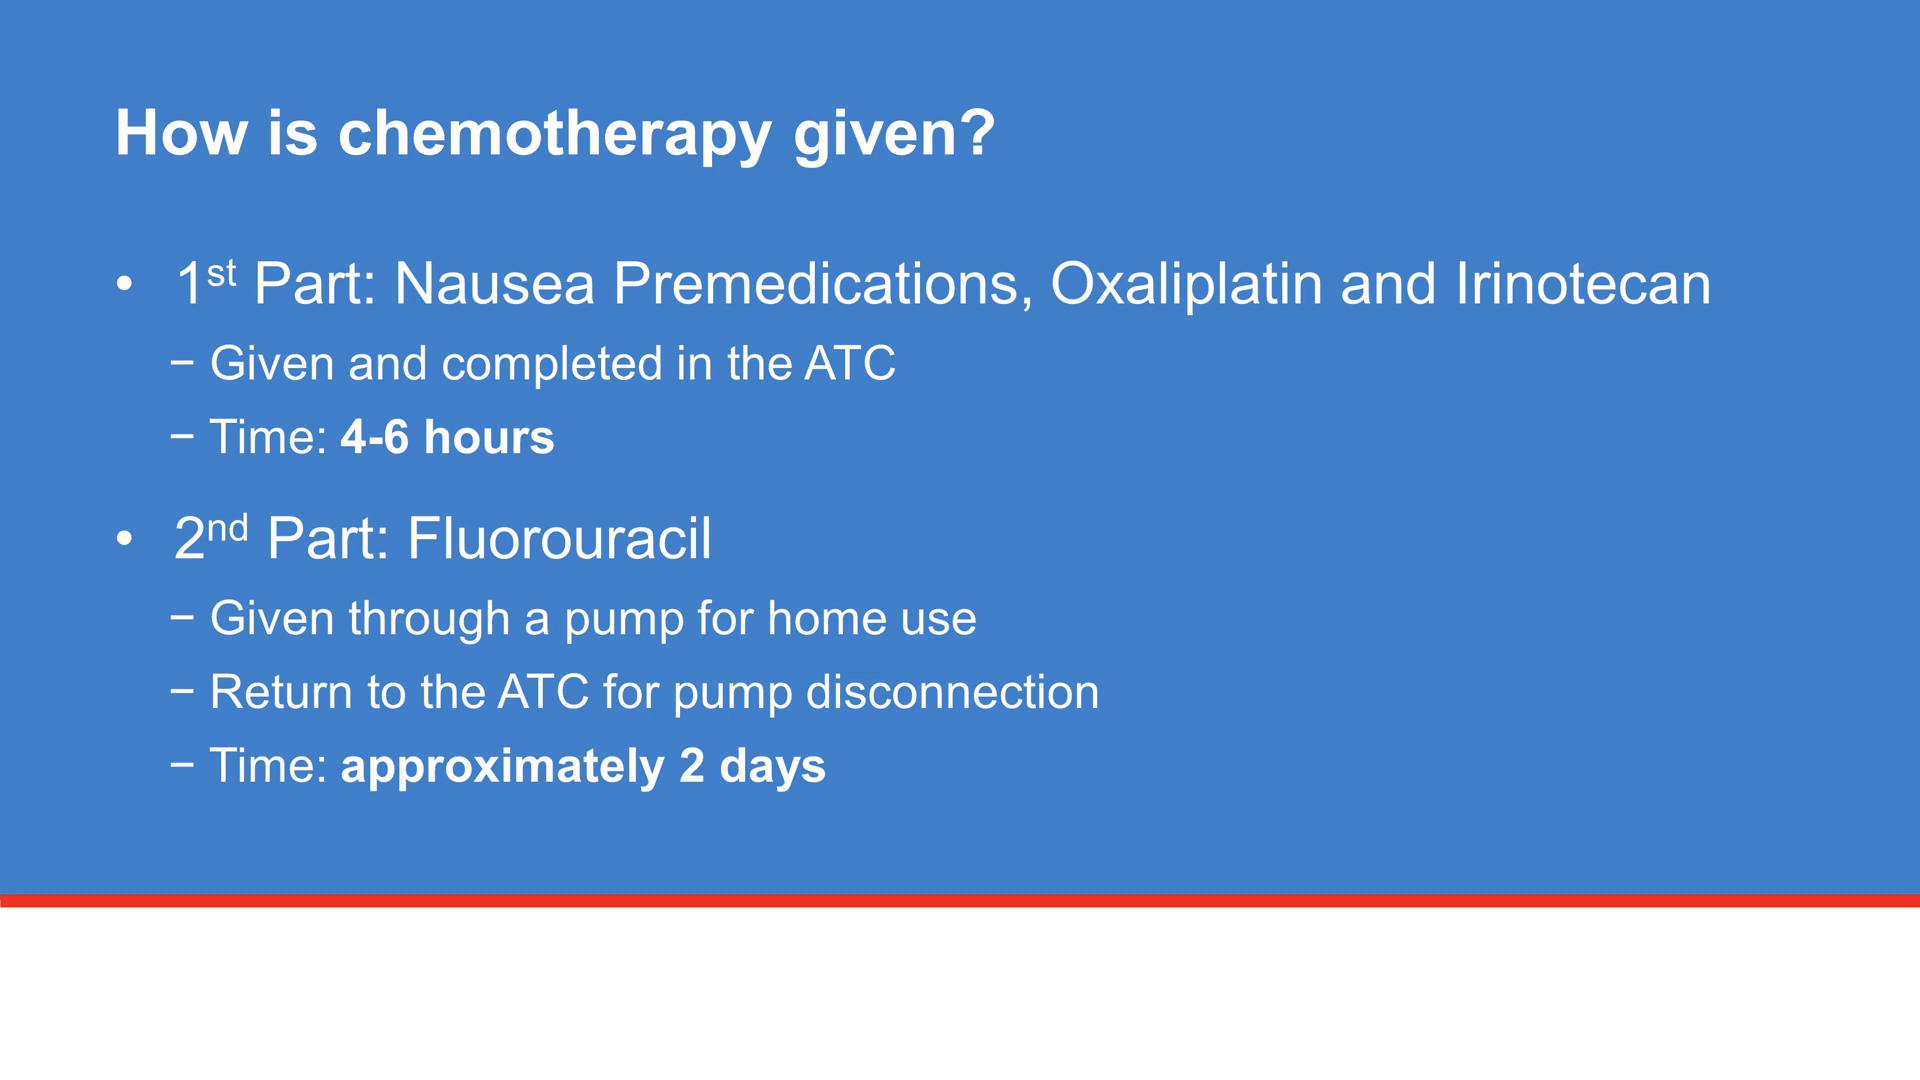 How is chemotherapy given?
• 1st Part: Nausea Premedications, Oxaliplatin and Irinotecan
− Given and completed in the ATC
− Time: 4-6 hours
• 2nd Part: Fluorouracil
− Given through a pump for home use
− Return to the ATC for pump disconnection
− Time: approximately 2 days